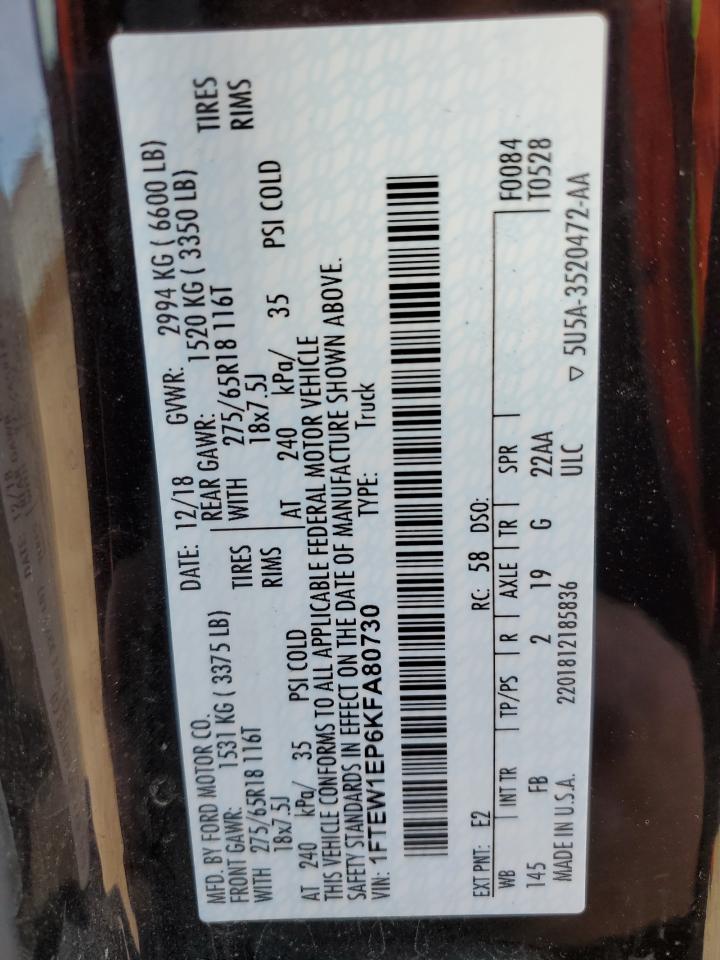 MFD. BY FORD MOTOR CO. DATE: 12/18 GVWR: 2994 KG ( 6600 LB)
FRONT GAWR: 1531 KG ( 3375 LB) REAR GAWR: 1520 KG ( 3350 LB)
WITH 275/65R18 116T TIRES WITH 275/65R18 116T TIRES
18x7.5J RIMS 18x7.5J RIMS
AT 240 kPa/ 35 PSI COLD AT 240 kPa/ 35 PSI COLD
THIS VEHICLE CONFORMS TO ALL APPLICABLE FEDERAL MOTOR VEHICLE
SAFETY STANDARDS IN EFFECT ON THE DATE OF MANUFACTURE SHOWN ABOVE.
VIN: 1FTEW1EP6KFA80730 TYPE: Truck
EXT PNT: E2 RC: 58 DSO: F0084
WB INT TR TP/PS R AXLE TR SPR T0528
145 FB 2 19 G 22AA
MADE IN U.S.A. 2201812185836 ULC ▽ 5U5A-3520472-AA